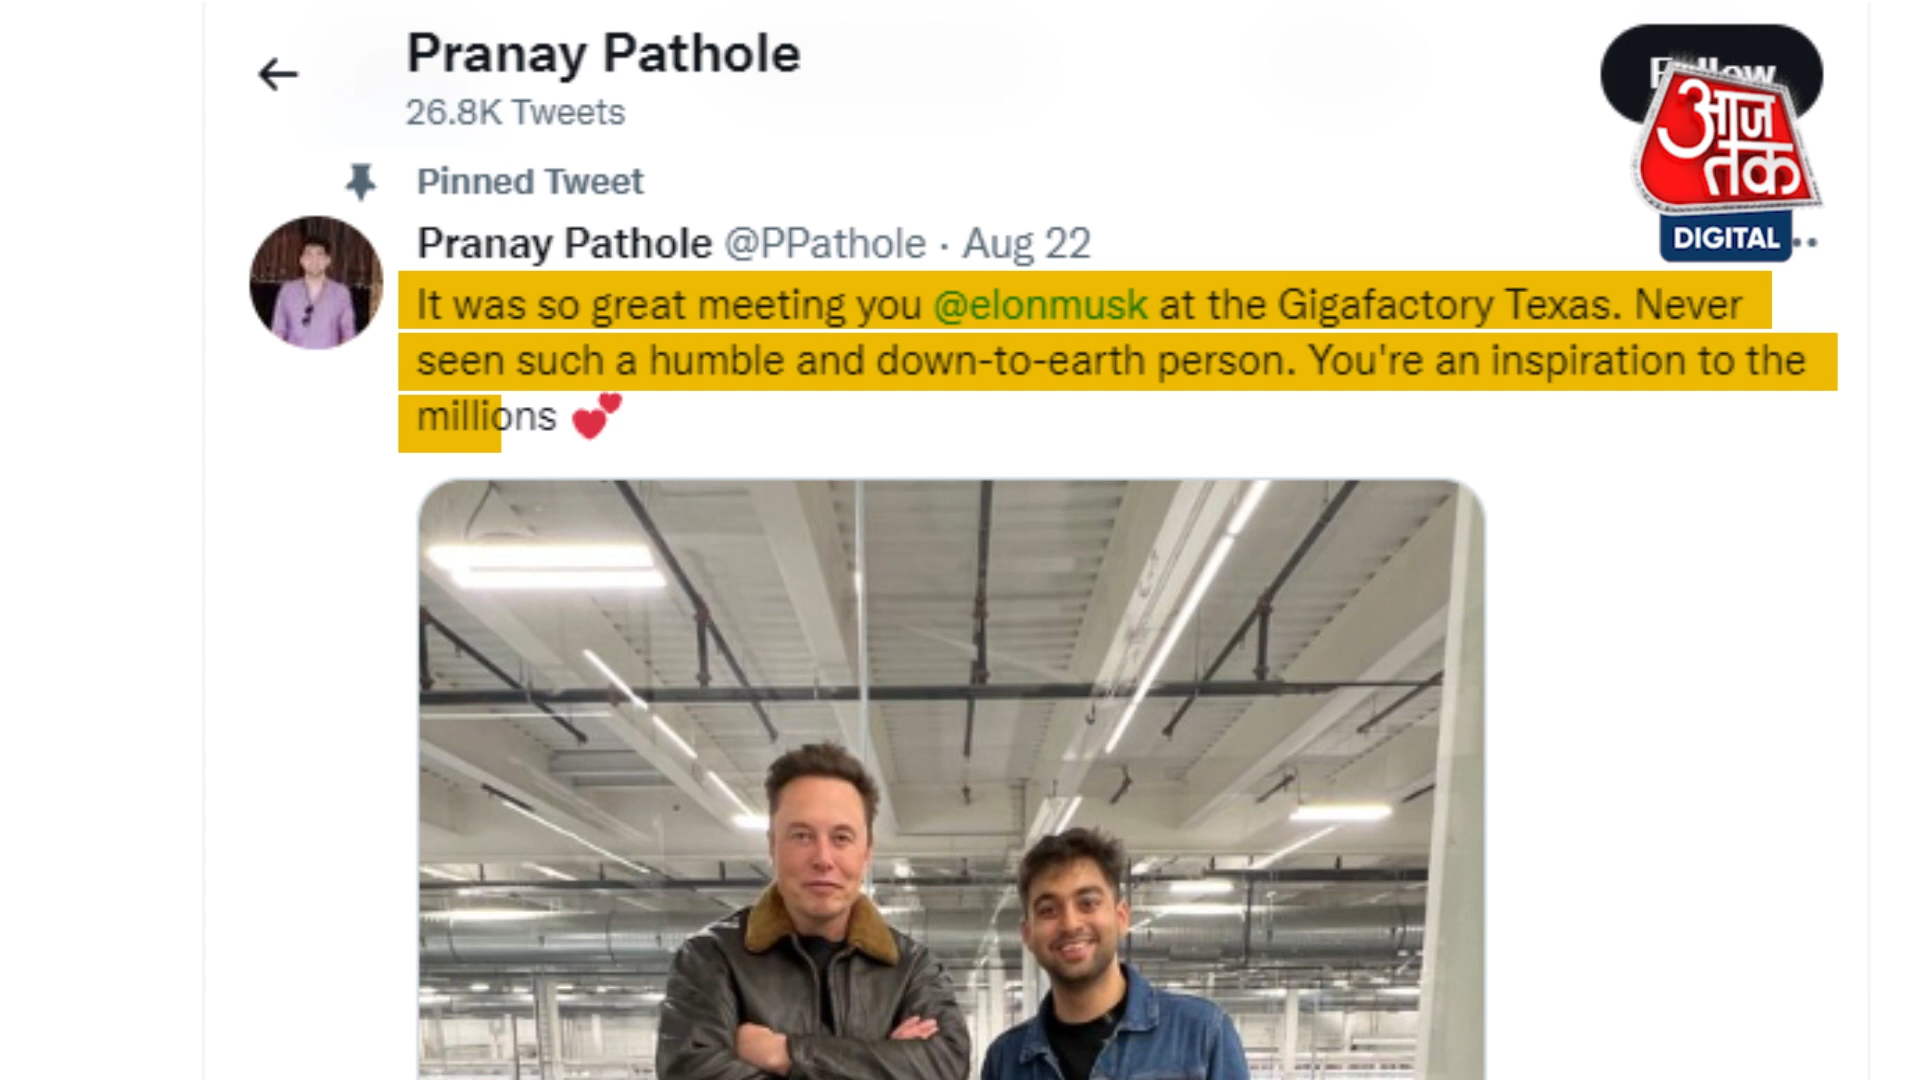 Pranay Pathole
26.8K Tweets
Follow
आज
तक
DIGITAL
Pinned Tweet
Pranay Pathole @PPathole · Aug 22
It was so great meeting you @elonmusk at the Gigafactory Texas. Never
seen such a humble and down-to-earth person. You're an inspiration to the
millions 💕